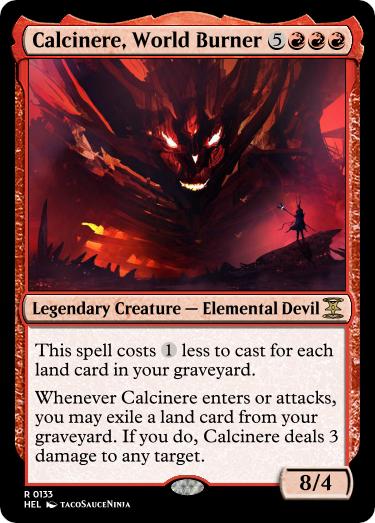 Calcinere, World Burner 5
Legendary Creature — Elemental Devil
This spell costs 1 less to cast for each
land card in your graveyard.
Whenever Calcinere enters or attacks,
you may exile a land card from your
graveyard. If you do, Calcinere deals 3
damage to any target.
8/4
R 0133
HEL TACOSAUCENINJA